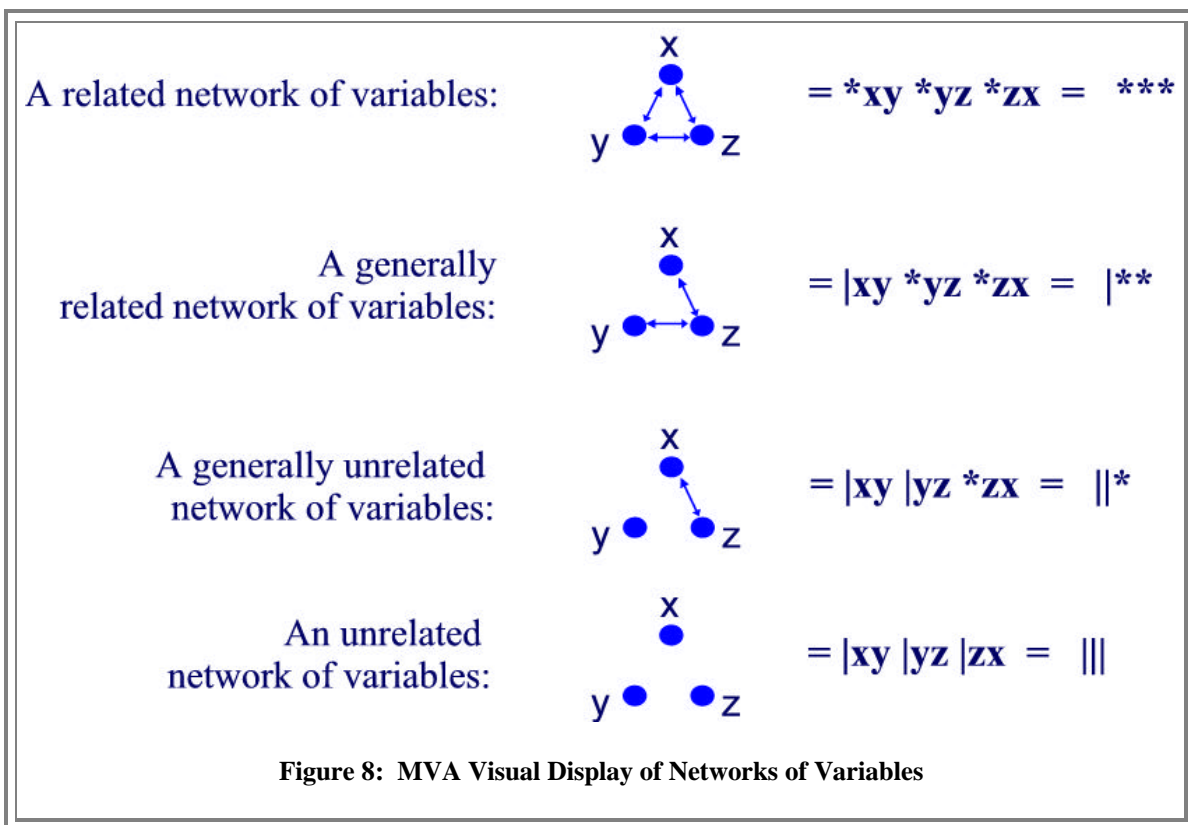 x
A related network of variables: = *xy *yz *zx = ***
y z
x
A generally
related network of variables: = |xy *yz *zx = |**
y z
x
A generally unrelated
network of variables: = |xy |yz *zx = ||*
y z
x
An unrelated
network of variables: = |xy |yz |zx = |||
y z
Figure 8: MVA Visual Display of Networks of Variables